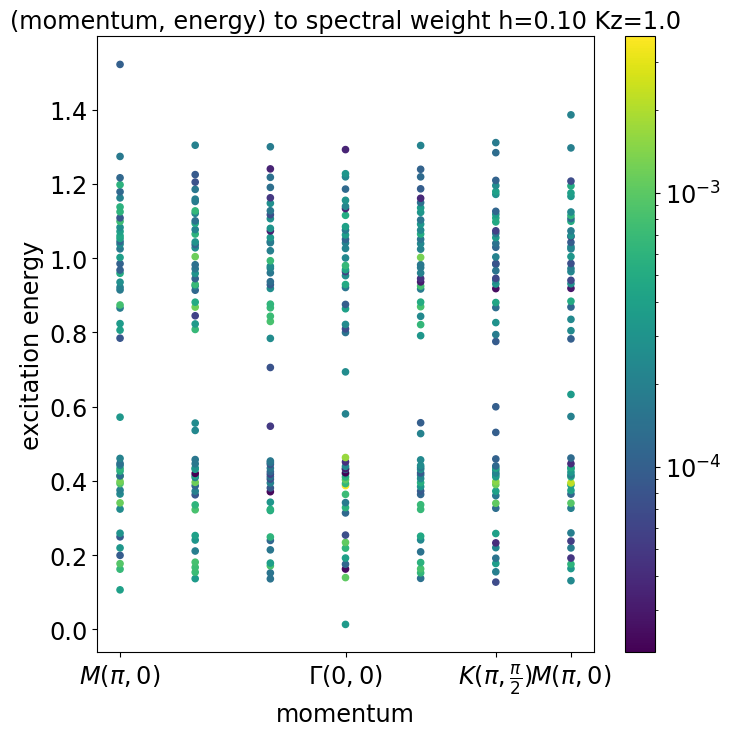 (momentum, energy) to spectral weight h=0.10 Kz=1.0
excitation energy
1.4
1.2
1.0
0.8
0.6
0.4
0.2
0.0
M(π, 0)
Γ(0, 0)
K(π, π/2)
M(π, 0)
momentum
10⁻³
10⁻⁴